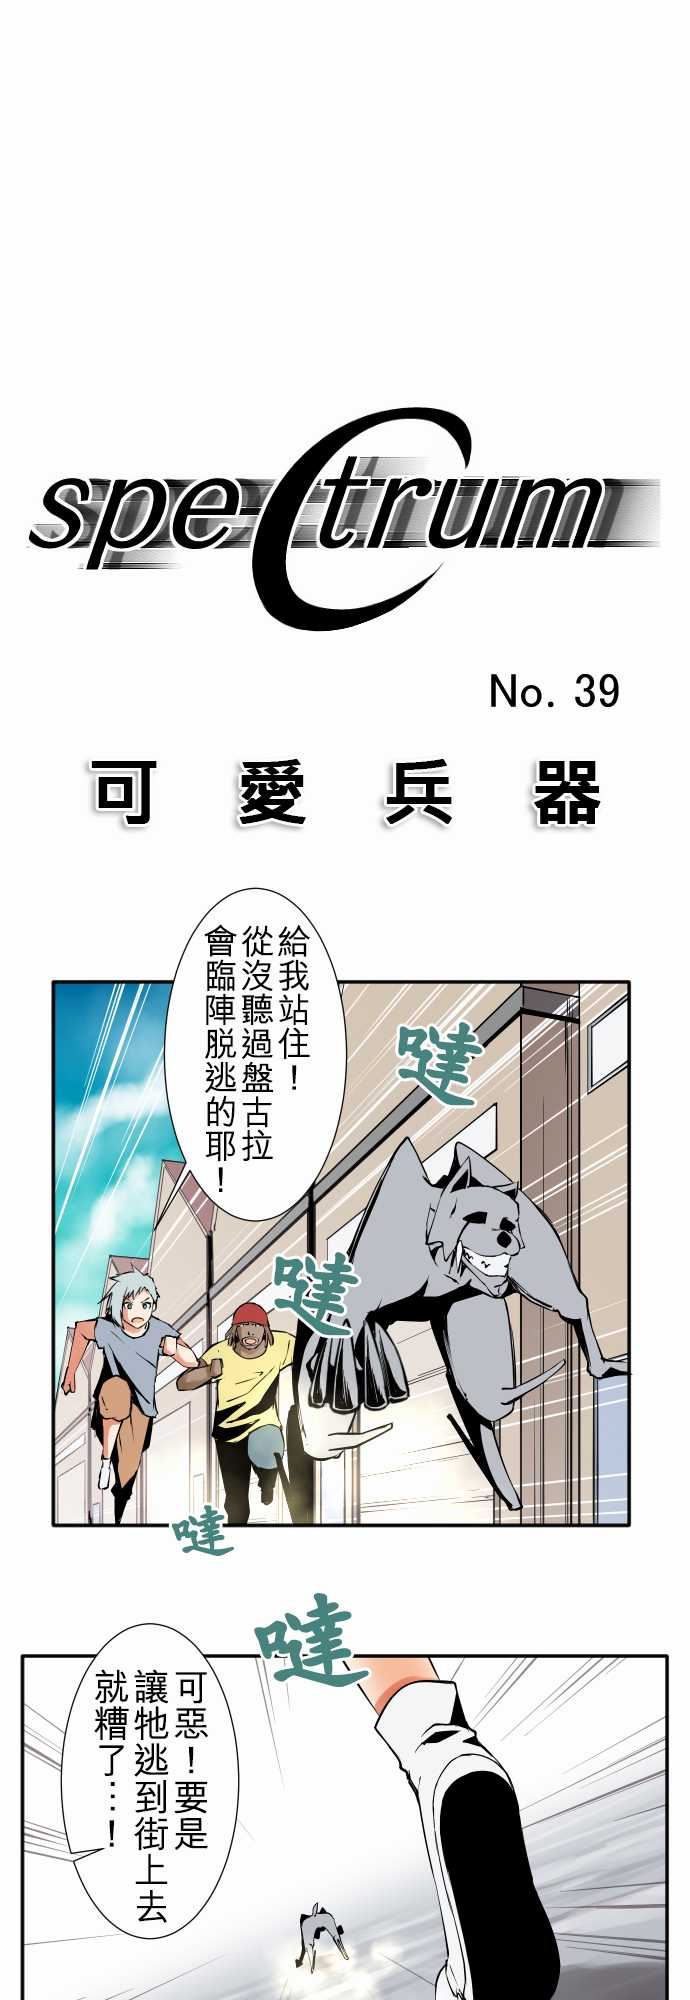 speCtrum
No. 39
可愛兵器
給我站住！
從沒聽過盤古拉
會臨陣脫逃的耶！
噠
噠
噠
噠
可惡！要是
讓牠逃到街上去
就糟了…！